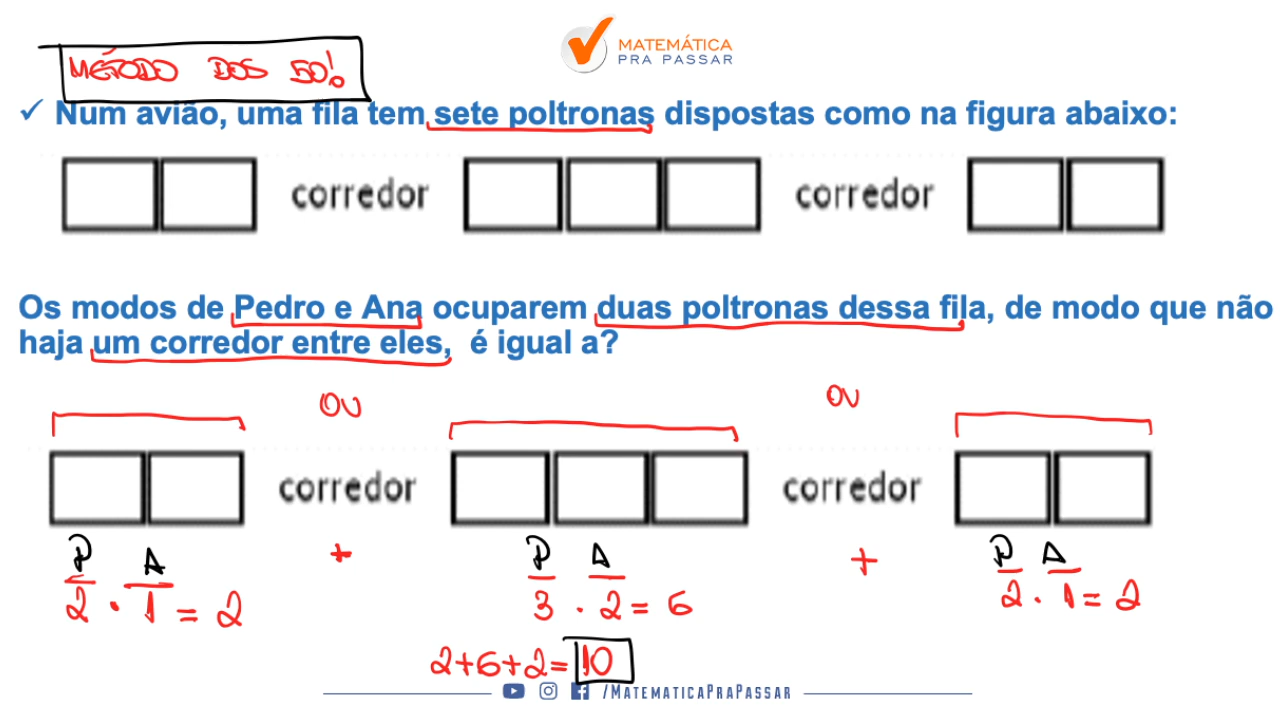 MATEMÁTICA
PRA PASSAR
MÉTODO DOS 50!
✓ Num avião, uma fila tem sete poltronas dispostas como na figura abaixo:
corredor corredor
Os modos de Pedro e Ana ocuparem duas poltronas dessa fila, de modo que não
haja um corredor entre eles, é igual a?
OU OU
corredor corredor
P A + P A + P A
2 · 1 = 2 3 · 2 = 6 2 · 1 = 2
2+6+2=10
/MATEMATICAPRAPASSAR